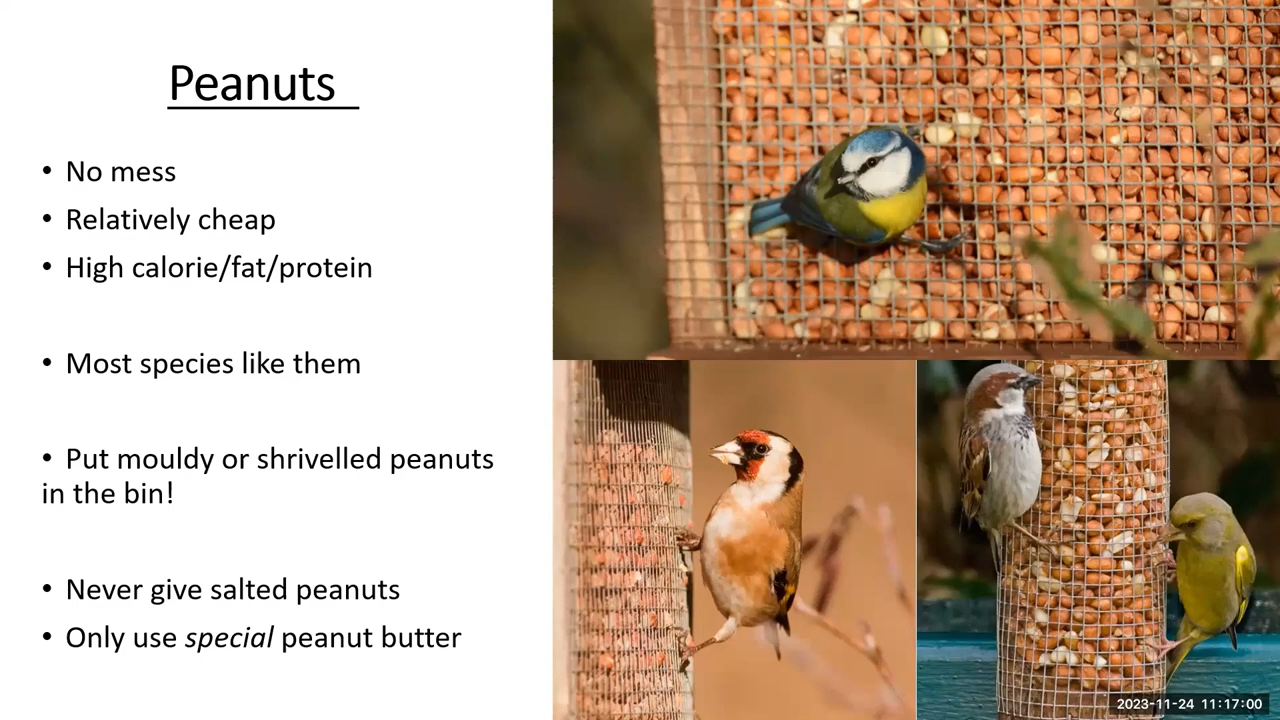 Peanuts
• No mess
• Relatively cheap
• High calorie/fat/protein
• Most species like them
• Put mouldy or shrivelled peanuts
in the bin!
• Never give salted peanuts
• Only use special peanut butter
2023-11-24 11:17:00